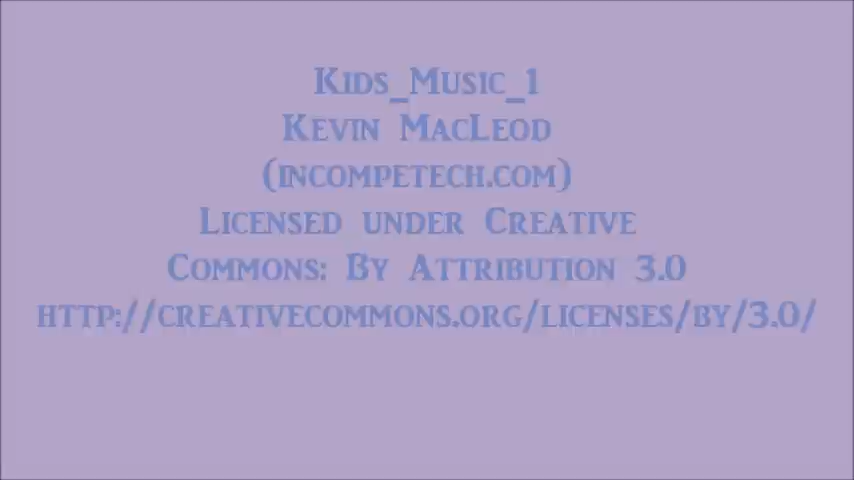 Kids_Music_1
Kevin MacLeod
(incompetech.com)
Licensed under Creative
Commons: By Attribution 3.0
http://creativecommons.org/licenses/by/3.0/